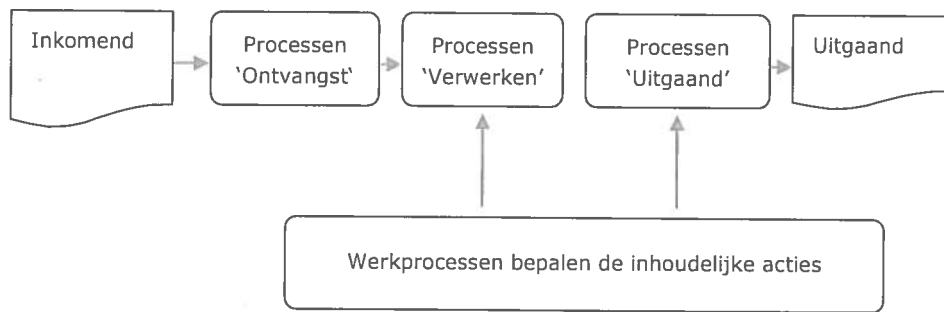 Inkomend
Processen
‘Ontvangst‘
Processen
‘Verwerken’
Processen
‘Uitgaand’
Uitgaand
Werkprocessen bepalen de inhoudelijke acties